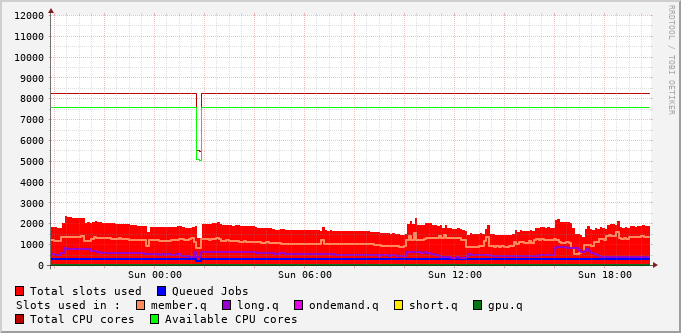 12000
11000
10000
9000
8000
7000
6000
5000
4000
3000
2000
1000
0
Sun 00:00 Sun 06:00 Sun 12:00 Sun 18:00
Total slots used Queued Jobs
Slots used in : member.q long.q ondemand.q short.q gpu.q
Total CPU cores Available CPU cores
RRDTOOL / TOBI OETIKER